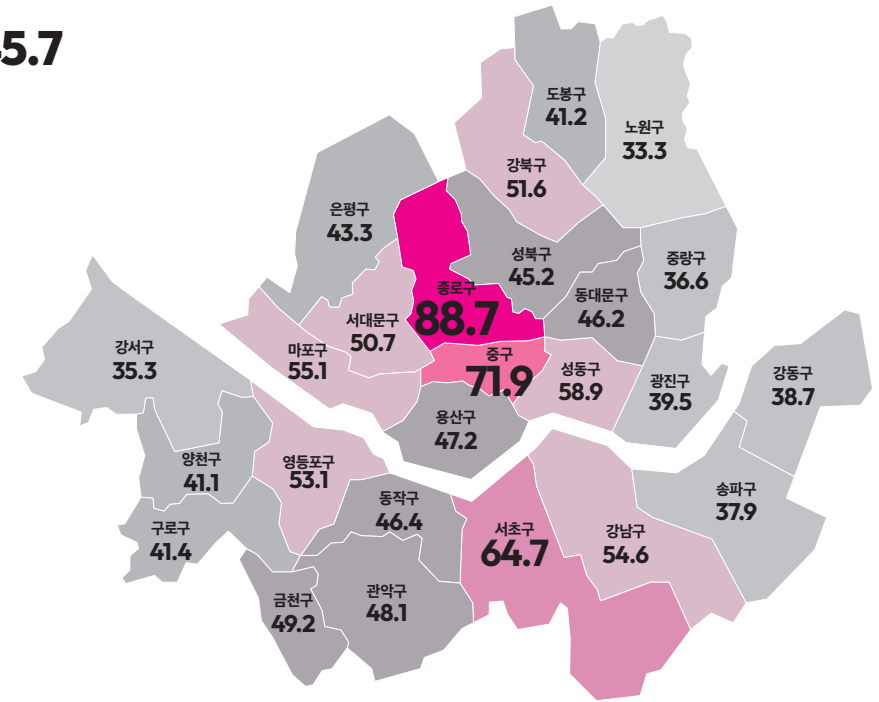 5.7
도봉구
41.2
노원구
33.3
강북구
51.6
은평구
43.3
성북구
45.2
중랑구
36.6
종로구
88.7
동대문구
46.2
서대문구
50.7
강서구
35.3
마포구
55.1
중구
71.9
성동구
58.9
광진구
39.5
강동구
38.7
용산구
47.2
양천구
41.1
영등포구
53.1
동작구
46.4
송파구
37.9
구로구
41.4
서초구
64.7
강남구
54.6
금천구
49.2
관악구
48.1